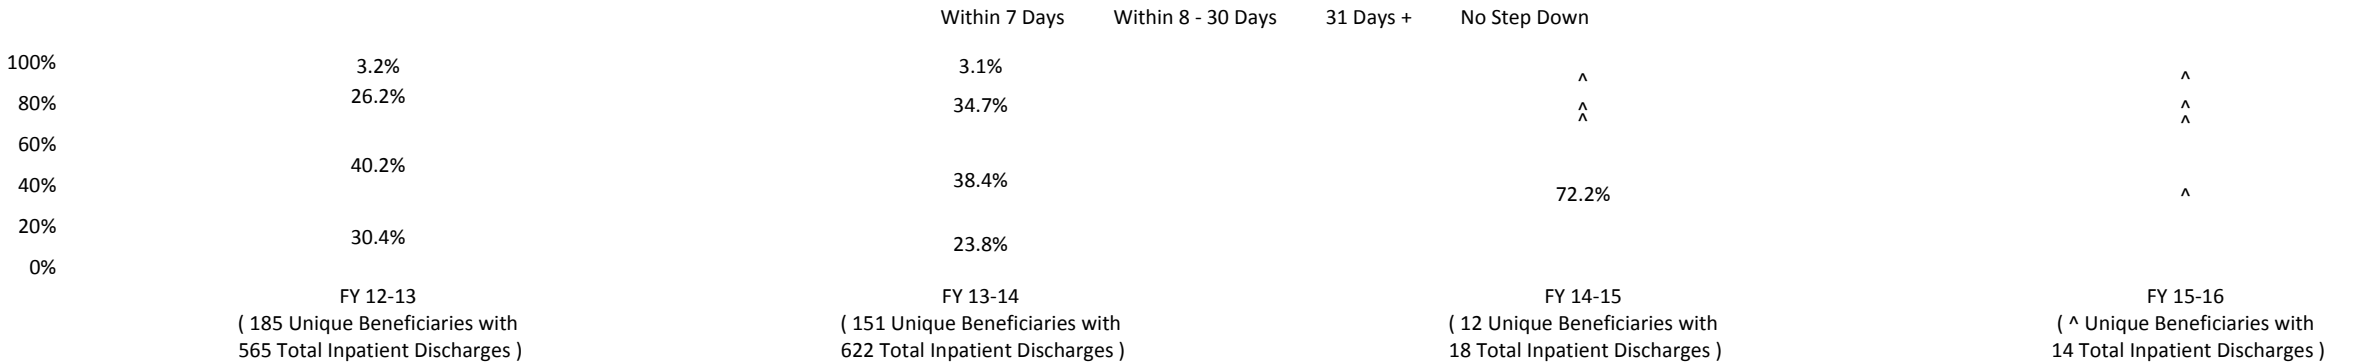 Within 7 Days Within 8 - 30 Days 31 Days + No Step Down
100%
80%
60%
40%
20%
0%
3.2%
26.2%
40.2%
30.4%
3.1%
34.7%
38.4%
23.8%
^
^
^
72.2%
^
^
^
^
FY 12-13
( 185 Unique Beneficiaries with
565 Total Inpatient Discharges )
FY 13-14
( 151 Unique Beneficiaries with
622 Total Inpatient Discharges )
FY 14-15
( 12 Unique Beneficiaries with
18 Total Inpatient Discharges )
FY 15-16
( ^ Unique Beneficiaries with
14 Total Inpatient Discharges )